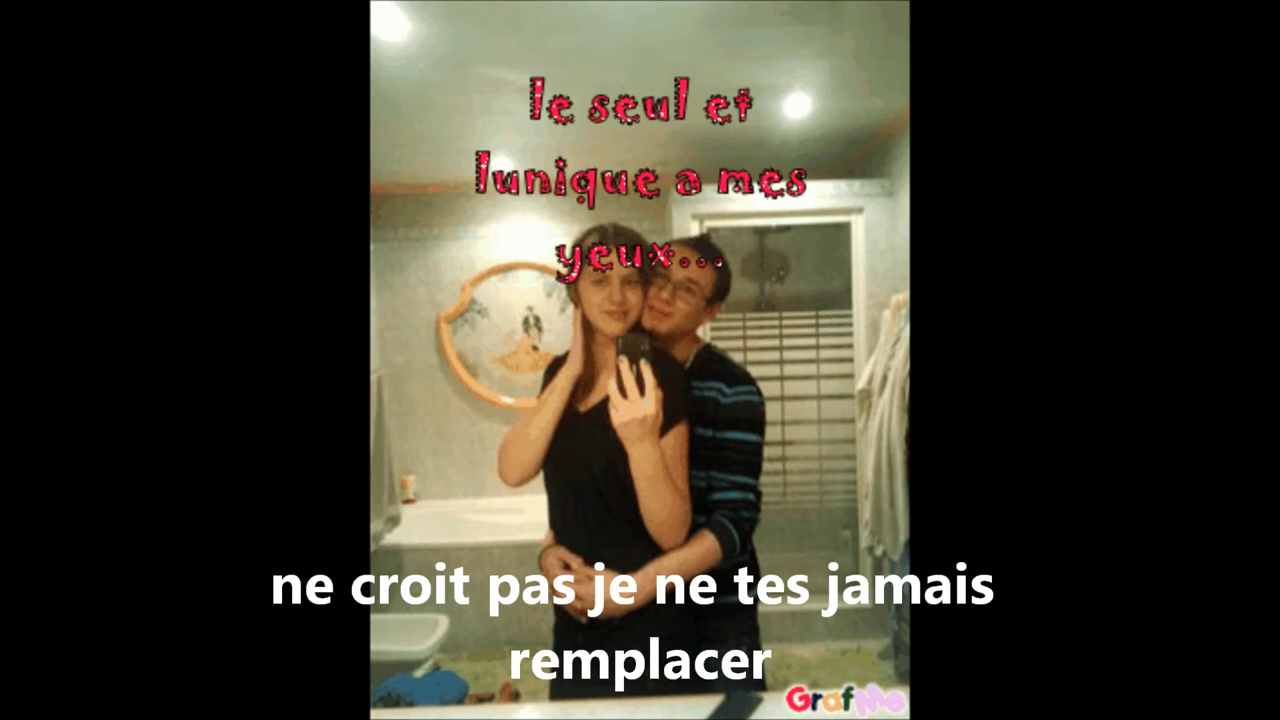 le seul et
lunique a mes
yeux...
ne croit pas je ne tes jamais
remplacer
GrafMe